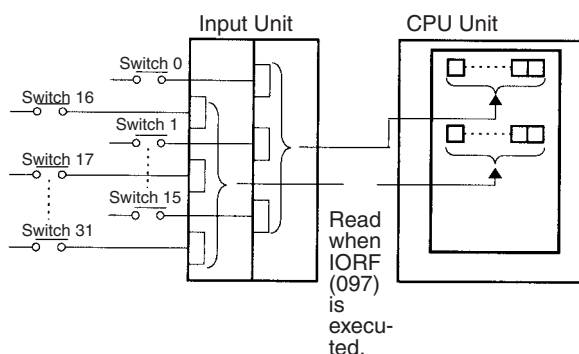 Input Unit
CPU Unit
Switch 0
Switch 16
Switch 1
Switch 17
Switch 15
Switch 31
Read
when
IORF
(097)
is
execu-
ted.